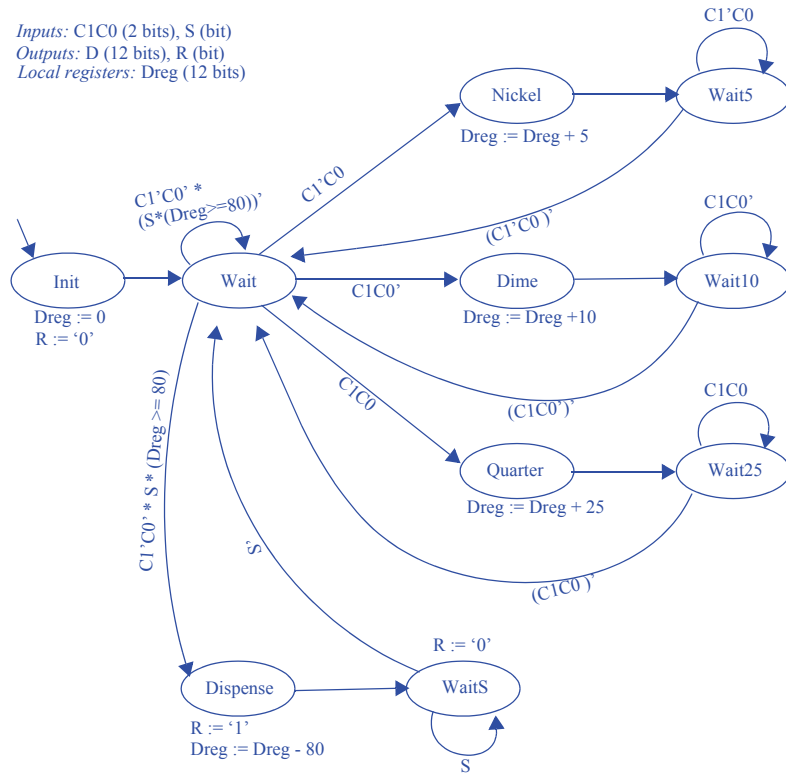 Inputs: C1C0 (2 bits), S (bit)
Outputs: D (12 bits), R (bit)
Local registers: Dreg (12 bits)
C1’C0
Nickel
Wait5
Dreg := Dreg + 5
C1’C0
C1’C0’ *
(S*(Dreg>=80))’
(C1’C0 )’
C1C0’
Init
Wait
Dime
Wait10
C1C0’
Dreg := 0
R := ‘0’
Dreg := Dreg +10
C1C0
(C1C0’)’
C1C0
C1’C0’ * S * (Dreg >= 80)
Quarter
Wait25
Dreg := Dreg + 25
S’
(C1C0 )’
R := ‘0’
Dispense
WaitS
R := ‘1’
Dreg := Dreg - 80
S